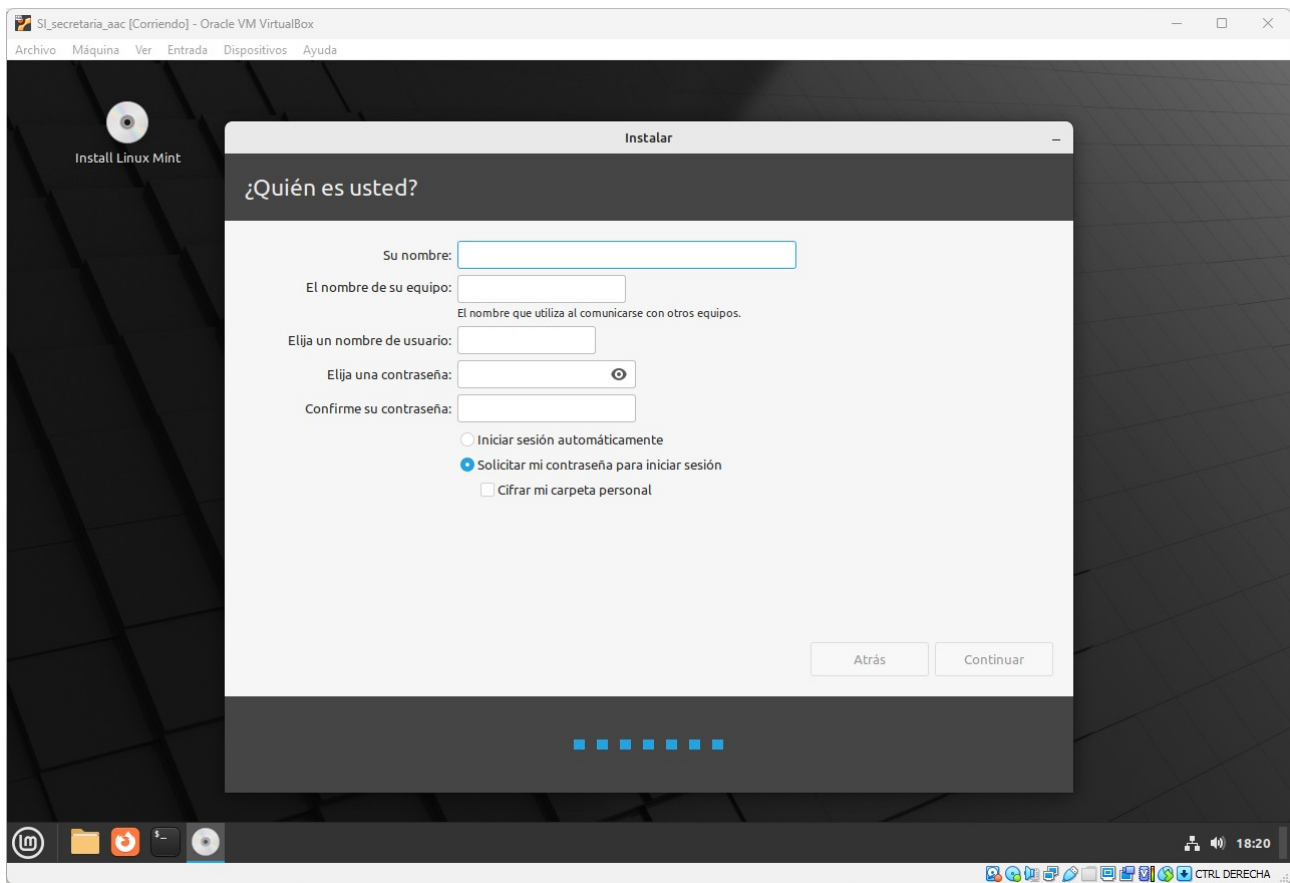 SI_secretaria_aac [Corriendo] - Oracle VM VirtualBox
Archivo Máquina Ver Entrada Dispositivos Ayuda
Install Linux Mint
Instalar
¿Quién es usted?
Su nombre:
El nombre de su equipo:
El nombre que utiliza al comunicarse con otros equipos.
Elija un nombre de usuario:
Elija una contraseña:
Confirme su contraseña:
Iniciar sesión automáticamente
Solicitar mi contraseña para iniciar sesión
Cifrar mi carpeta personal
Atrás Continuar
$_
18:20
CTRL DERECHA